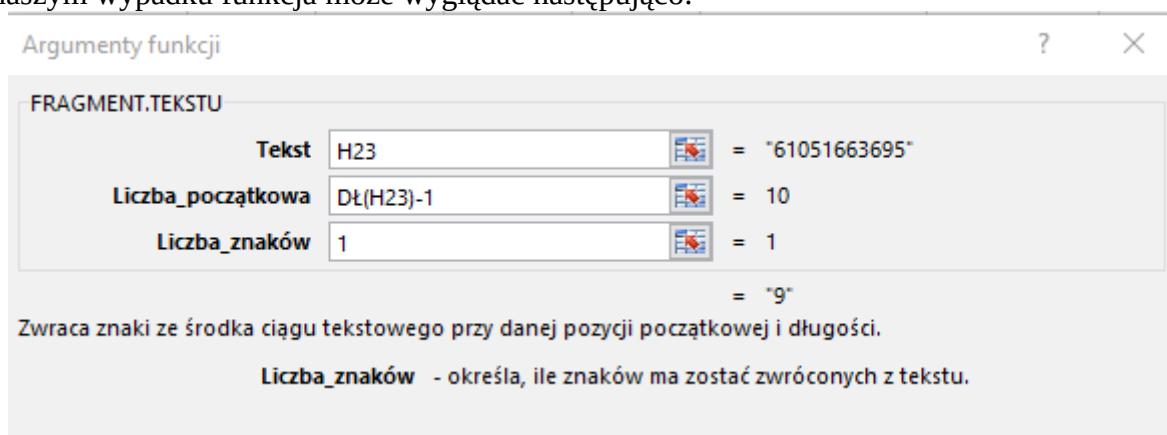 naszym wypadku funkcja może wyglądać następująco:
Argumenty funkcji ? ×
FRAGMENT.TEKSTU
Tekst H23 = "61051663695"
Liczba_początkowa DŁ(H23)-1 = 10
Liczba_znaków 1 = 1
= "9"
Zwraca znaki ze środka ciągu tekstowego przy danej pozycji początkowej i długości.
Liczba_znaków - określa, ile znaków ma zostać zwróconych z tekstu.